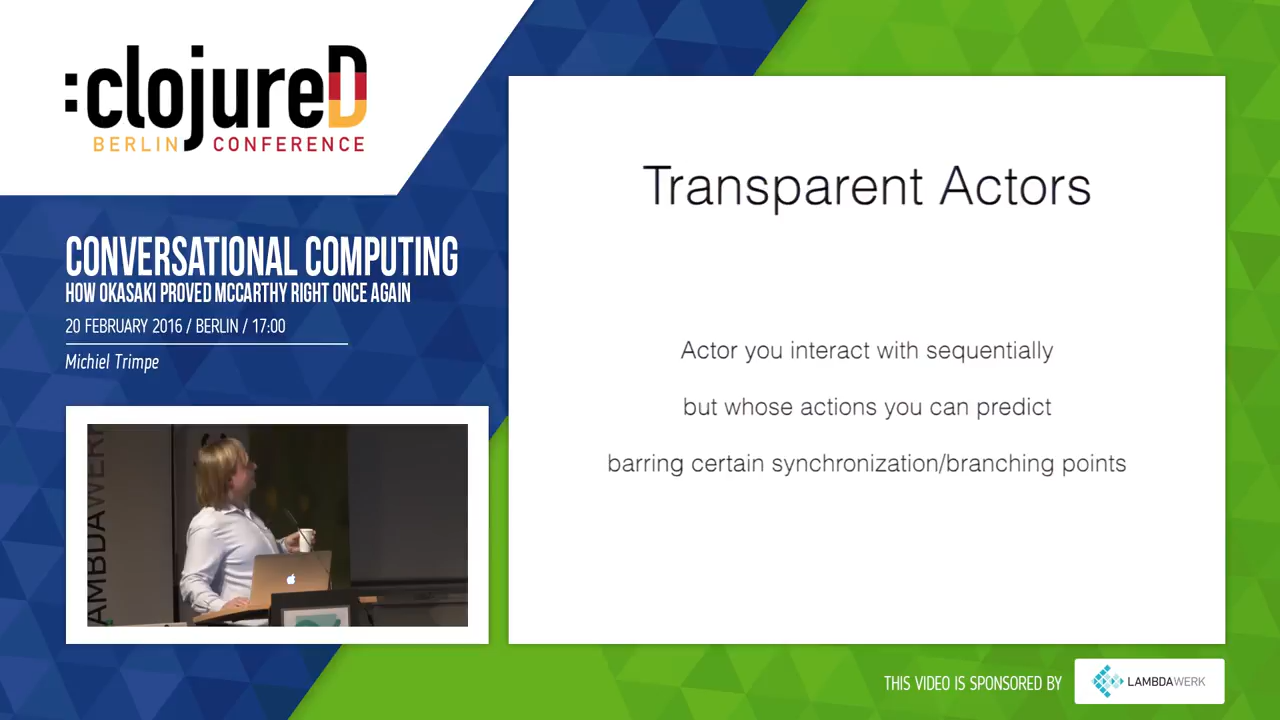 :clojureD
BERLIN CONFERENCE
CONVERSATIONAL COMPUTING
HOW OKASAKI PROVED MCCARTHY RIGHT ONCE AGAIN
20 FEBRUARY 2016 / BERLIN / 17:00
Michiel Trimpe
AMBDAWERK
Transparent Actors
Actor you interact with sequentially
but whose actions you can predict
barring certain synchronization/branching points
THIS VIDEO IS SPONSORED BY
LAMBDAWERK